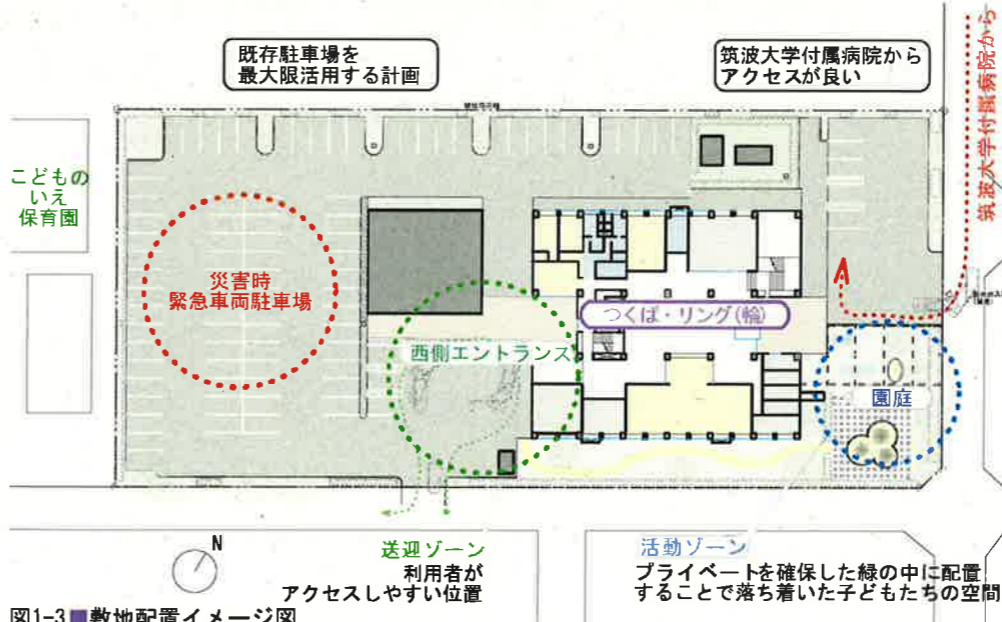 既存駐車場を
最大限活用する計画
筑波大学付属病院から
アクセスが良い
筑波大学付属病院から
こどもの
いえ
保育園
災害時
緊急車両駐車場
つくば・リング(輪)
西側エントランス
園庭
N
送迎ゾーン
利用者が
アクセスしやすい位置
活動ゾーン
プライベートを確保した緑の中に配置
することで落ち着いた子どもたちの空間
図1-3■敷地配置イメージ図